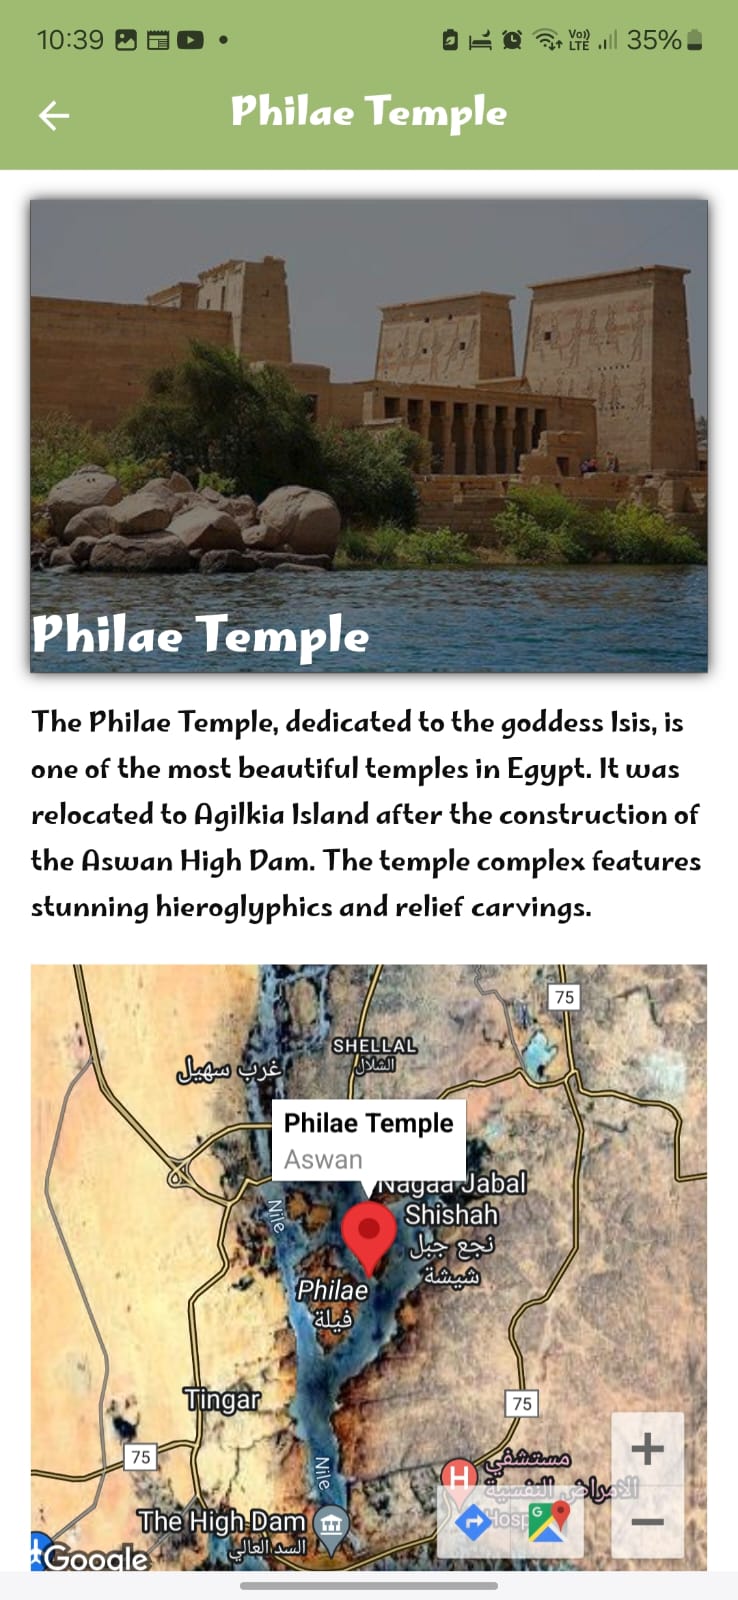 10:39
Vo))
LTE
35%
Philae Temple
Philae Temple
The Philae Temple, dedicated to the goddess Isis, is
one of the most beautiful temples in Egypt. It was
relocated to Agilkia Island after the construction of
the Aswan High Dam. The temple complex features
stunning hieroglyphics and relief carvings.
75
SHELLAL
الشلال
غرب سهيل
Philae Temple
Aswan
Nagaa Jabal
Shishah
نجع جبل
شيشة
Nile
Philae
فيلة
Tingar
75
75
Nile
H
مستشفي
الامراض النفسية
Hosp
The High Dam
السد العالي
G
Google
+
−